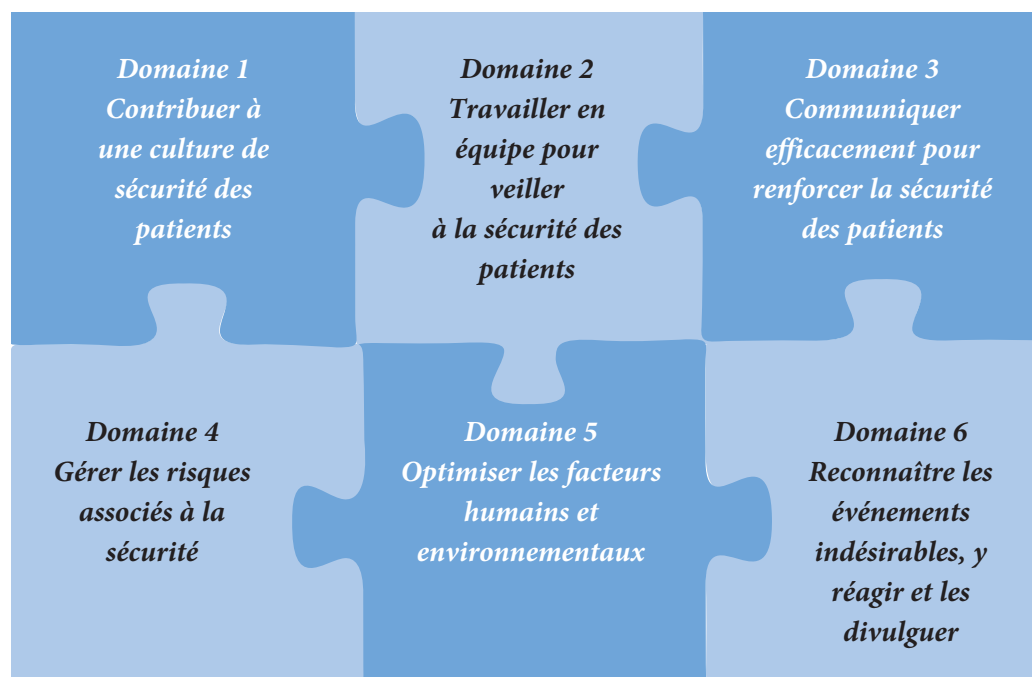 Domaine 1
Contribuer à
une culture de
sécurité des
patients
Domaine 2
Travailler en
équipe pour
veiller
à la sécurité des
patients
Domaine 3
Communiquer
efficacement pour
renforcer la sécurité
des patients
Domaine 4
Gérer les risques
associés à la
sécurité
Domaine 5
Optimiser les facteurs
humains et
environnementaux
Domaine 6
Reconnaître les
événements
indésirables, y
réagir et les
divulguer